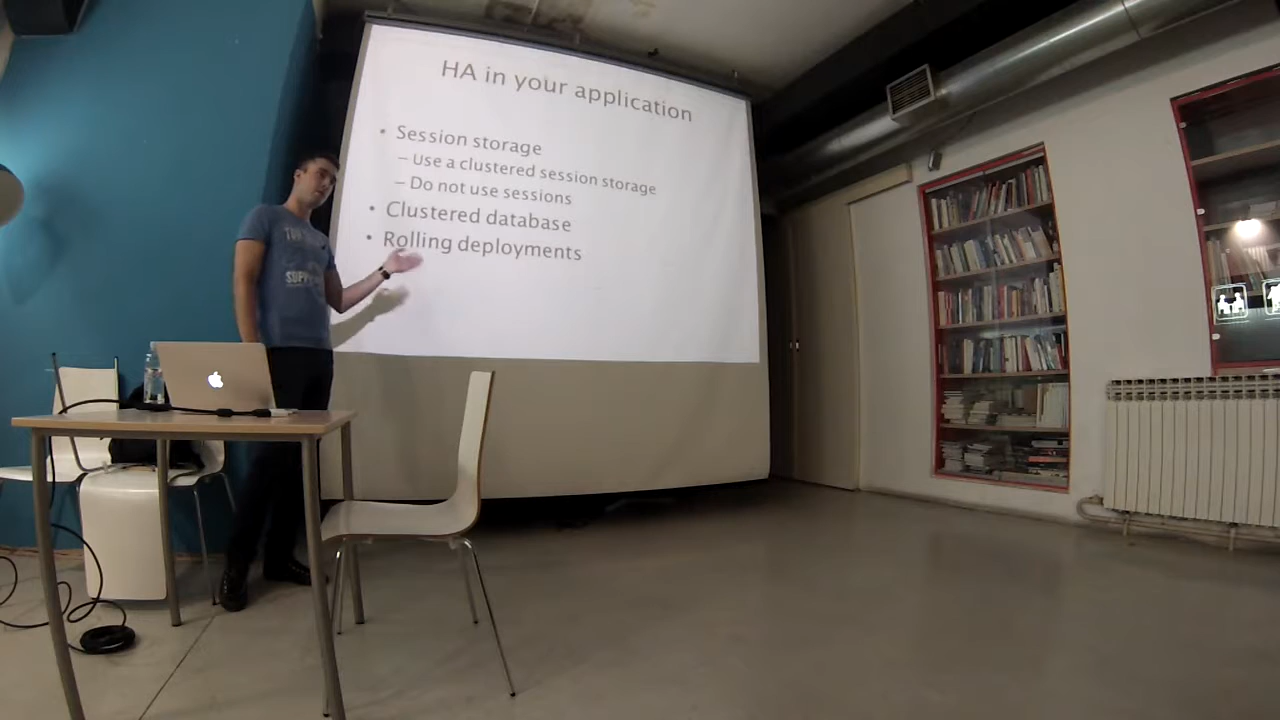 HA in your application
• Session storage
– Use a clustered session storage
– Do not use sessions
• Clustered database
• Rolling deployments